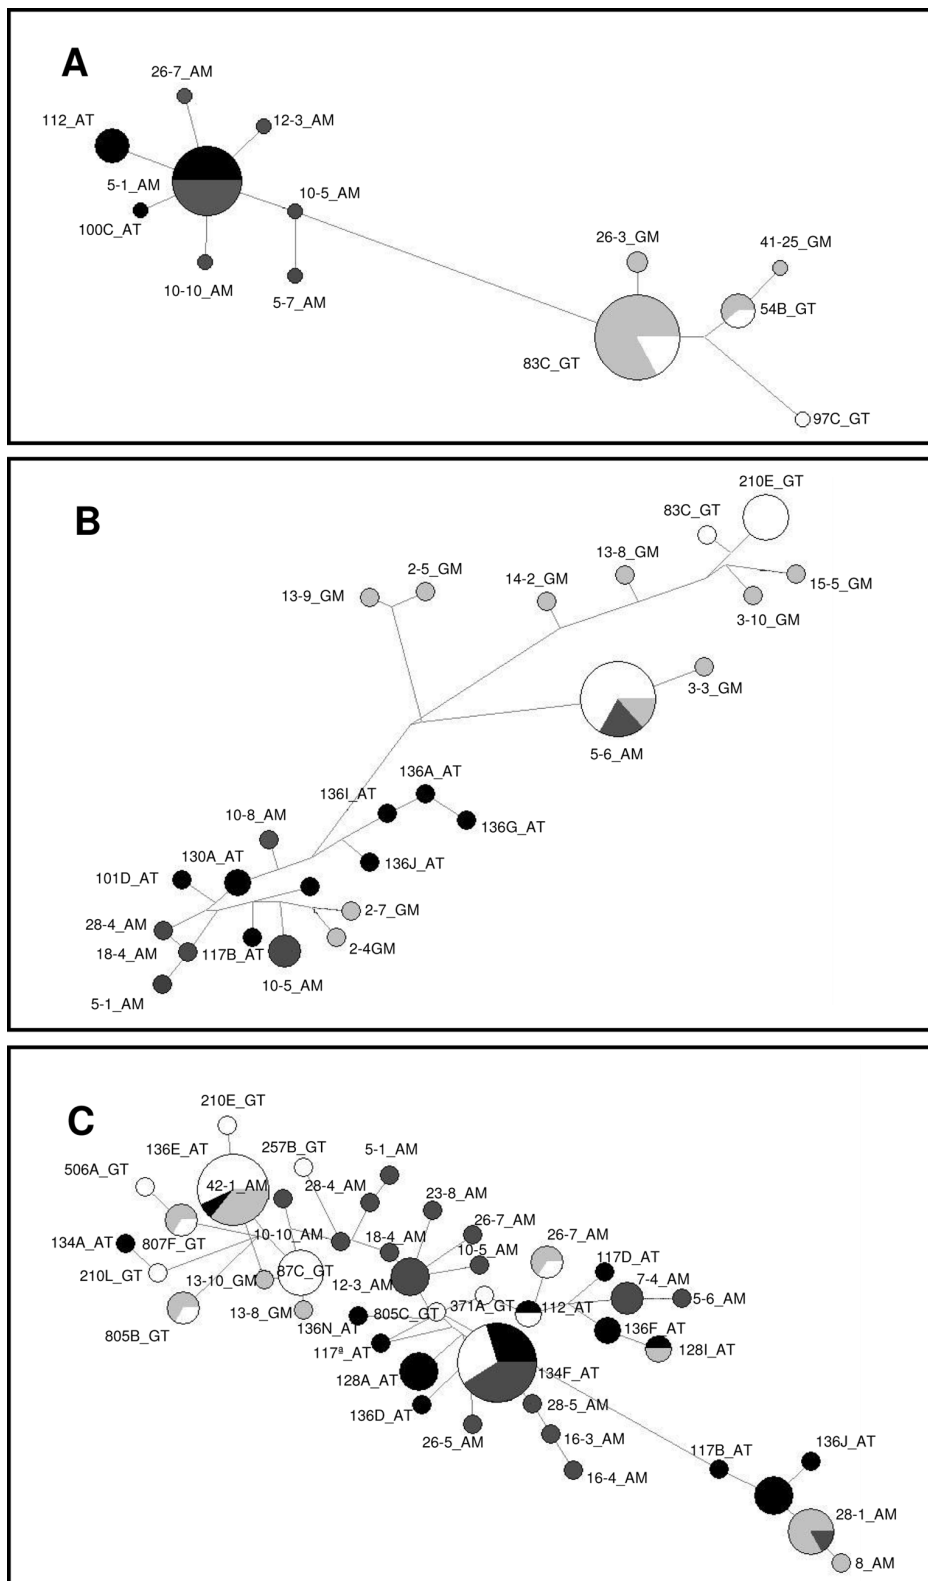 A
26-7_AM
112_AT
12-3_AM
5-1_AM
10-5_AM
100C_AT
10-10_AM
5-7_AM
26-3_GM
41-25_GM
54B_GT
83C_GT
97C_GT
B
210E_GT
83C_GT
13-8_GM
2-5_GM
14-2_GM
13-9_GM
15-5_GM
3-10_GM
3-3_GM
5-6_AM
136A_AT
136I_AT
10-8_AM
136G_AT
130A_AT
136J_AT
101D_AT
2-7_GM
28-4_AM
18-4_AM
117B_AT
2-4GM
10-5_AM
5-1_AM
C
210E_GT
136E_AT
257B_GT
5-1_AM
506A_GT
42-1_AM
28-4_AM
23-8_AM
26-7_AM
10-10_AM
18-4_AM
26-7_AM
807F_GT
10-5_AM
117D_AT
134A_AT
87C_GT
7-4_AM
210L_GT
13-10_GM
12-3_AM
5-6_AM
13-8_GM
805C_GT
371A_GT
112_AT
805B_GT
136N_AT
136F_AT
117ª_AT
128I_AT
128A_AT
134F_AT
136D_AT
28-5_AM
26-5_AM
16-3_AM
117B_AT
136J_AT
16-4_AM
28-1_AM
8_AM